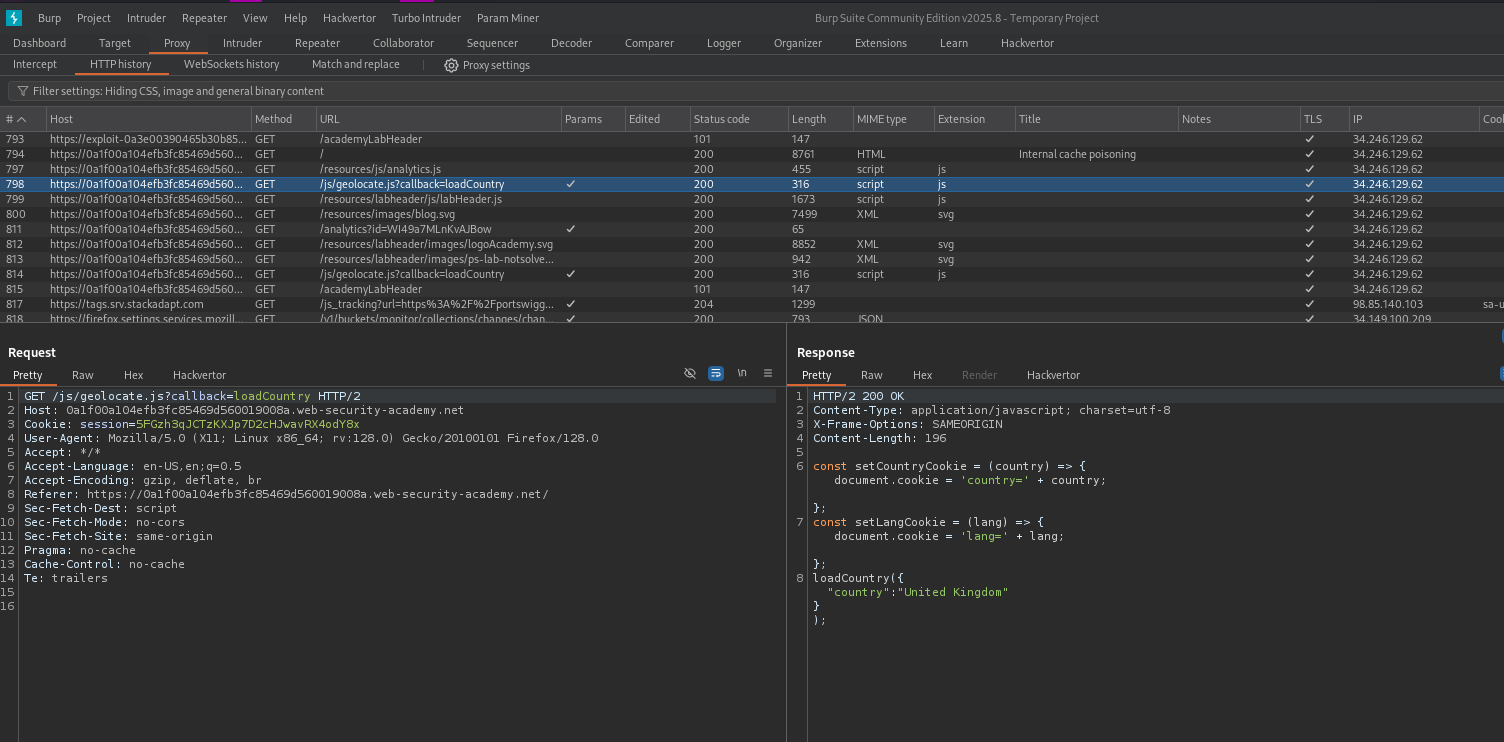 Burp Project Intruder Repeater View Help Hackvertor Turbo Intruder Param Miner Burp Suite Community Edition v2025.8 - Temporary Project
Dashboard Target Proxy Intruder Repeater Collaborator Sequencer Decoder Comparer Logger Organizer Extensions Learn Hackvertor
Intercept HTTP history WebSockets history Match and replace Proxy settings
Filter settings: Hiding CSS, image and general binary content
# Host Method URL Params Edited Status code Length MIME type Extension Title Notes TLS IP Coo
793 https://exploit-0a3e00390465b30b85... GET /academyLabHeader 101 147 ✓ 34.246.129.62
794 https://0a1f00a104efb3fc85469d560... GET / 200 8761 HTML Internal cache poisoning ✓ 34.246.129.62
797 https://0a1f00a104efb3fc85469d560... GET /resources/js/analytics.js 200 455 script js ✓ 34.246.129.62
798 https://0a1f00a104efb3fc85469d560... GET /js/geolocate.js?callback=loadCountry ✓ 200 316 script js ✓ 34.246.129.62
799 https://0a1f00a104efb3fc85469d560... GET /resources/labheader/js/labHeader.js 200 1673 script js ✓ 34.246.129.62
800 https://0a1f00a104efb3fc85469d560... GET /resources/images/blog.svg 200 7499 XML svg ✓ 34.246.129.62
811 https://0a1f00a104efb3fc85469d560... GET /analytics?id=WI49a7MLnKvAJBow ✓ 200 65 ✓ 34.246.129.62
812 https://0a1f00a104efb3fc85469d560... GET /resources/labheader/images/logoAcademy.svg 200 8852 XML svg ✓ 34.246.129.62
813 https://0a1f00a104efb3fc85469d560... GET /resources/labheader/images/ps-lab-notsolve... 200 942 XML svg ✓ 34.246.129.62
814 https://0a1f00a104efb3fc85469d560... GET /js/geolocate.js?callback=loadCountry ✓ 200 316 script js ✓ 34.246.129.62
815 https://0a1f00a104efb3fc85469d560... GET /academyLabHeader 101 147 ✓ 34.246.129.62
817 https://tags.srv.stackadapt.com GET /js_tracking?url=https%3A%2F%2Fportswigg... ✓ 204 1299 ✓ 98.85.140.103 sa-u
818 https://firefox.settings.services.mozill... GET /v1/buckets/monitor/collections/changes/chan... ✓ 200 793 JSON ✓ 34.149.100.209
Request
Pretty Raw Hex Hackvertor \n
1 GET /js/geolocate.js?callback=loadCountry HTTP/2
2 Host: 0a1f00a104efb3fc85469d560019008a.web-security-academy.net
3 Cookie: session=5FGzh3qJCTzKXJp7D2cHJwavRX4odY8x
4 User-Agent: Mozilla/5.0 (X11; Linux x86_64; rv:128.0) Gecko/20100101 Firefox/128.0
5 Accept: */*
6 Accept-Language: en-US,en;q=0.5
7 Accept-Encoding: gzip, deflate, br
8 Referer: https://0a1f00a104efb3fc85469d560019008a.web-security-academy.net/
9 Sec-Fetch-Dest: script
10 Sec-Fetch-Mode: no-cors
11 Sec-Fetch-Site: same-origin
12 Pragma: no-cache
13 Cache-Control: no-cache
14 Te: trailers
15
16
Response
Pretty Raw Hex Render Hackvertor
1 HTTP/2 200 OK
2 Content-Type: application/javascript; charset=utf-8
3 X-Frame-Options: SAMEORIGIN
4 Content-Length: 196
5
6 const setCountryCookie = (country) => {
document.cookie = 'country=' + country;
};
7 const setLangCookie = (lang) => {
document.cookie = 'lang=' + lang;
};
8 loadCountry({
"country":"United Kingdom"
}
);